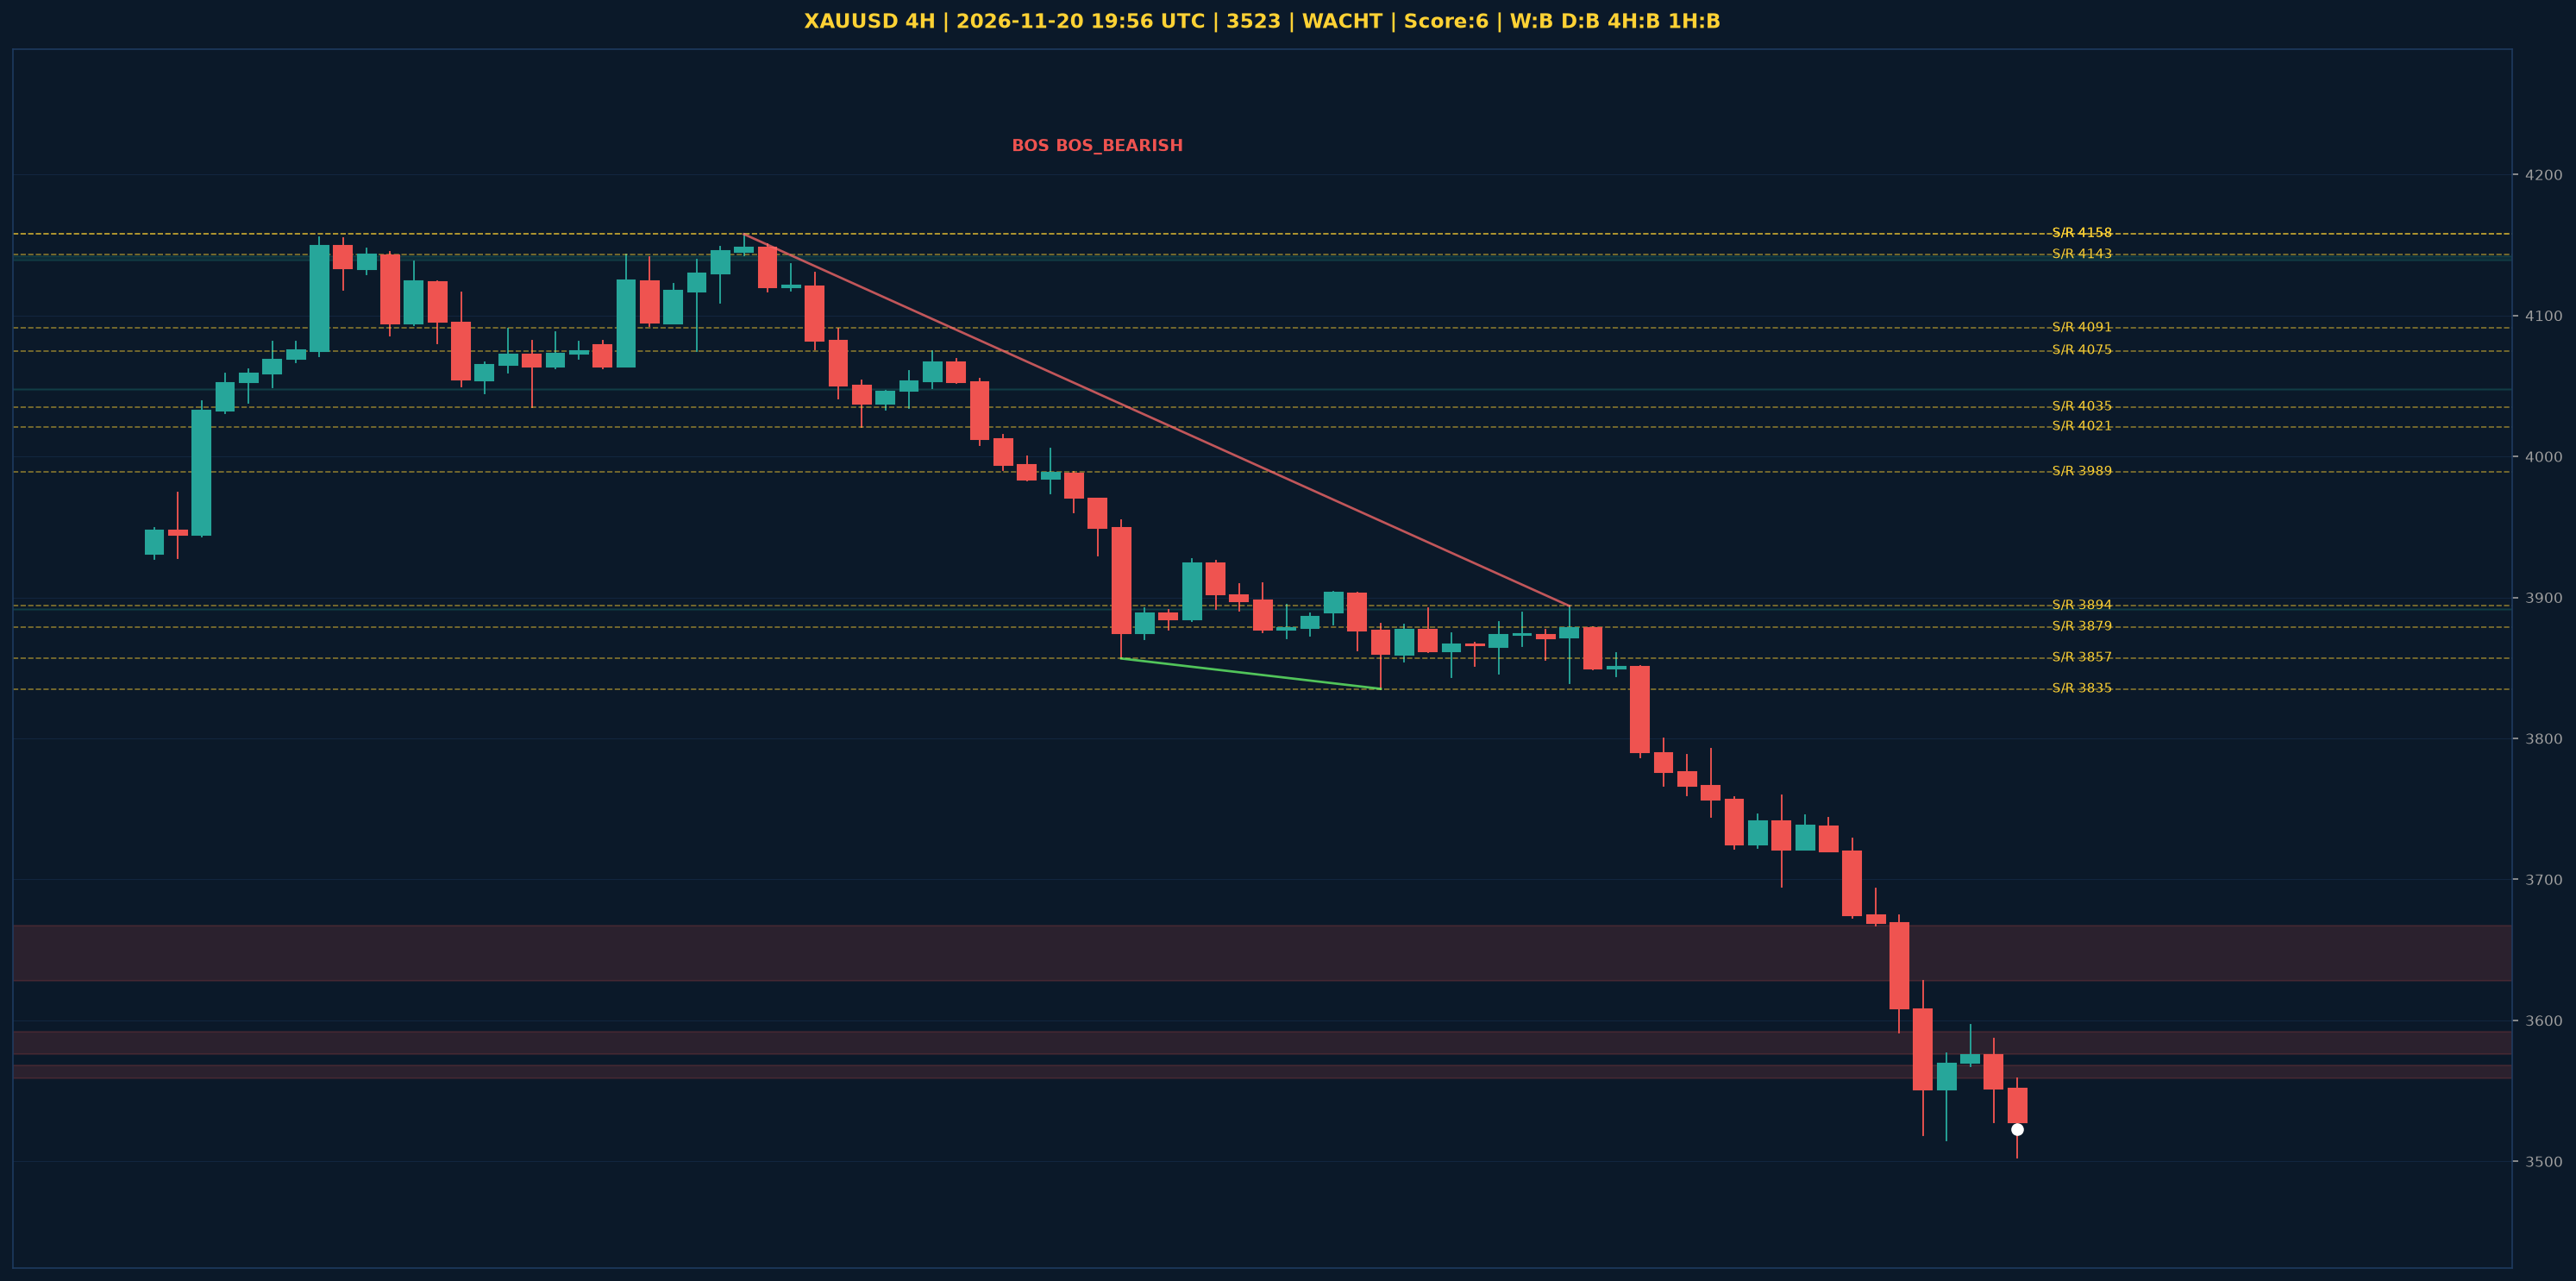 XAUUSD 4H | 2026-11-20 19:56 UTC | 3523 | WACHT | Score:6 | W:B D:B 4H:B 1H:B
BOS BOS_BEARISH
4200
S/R 4158
S/R 4143
S/R 4091
4100
S/R 4075
S/R 4035
S/R 4021
4000
S/R 3989
3900
S/R 3894
S/R 3879
S/R 3857
S/R 3835
3800
3700
3600
3500